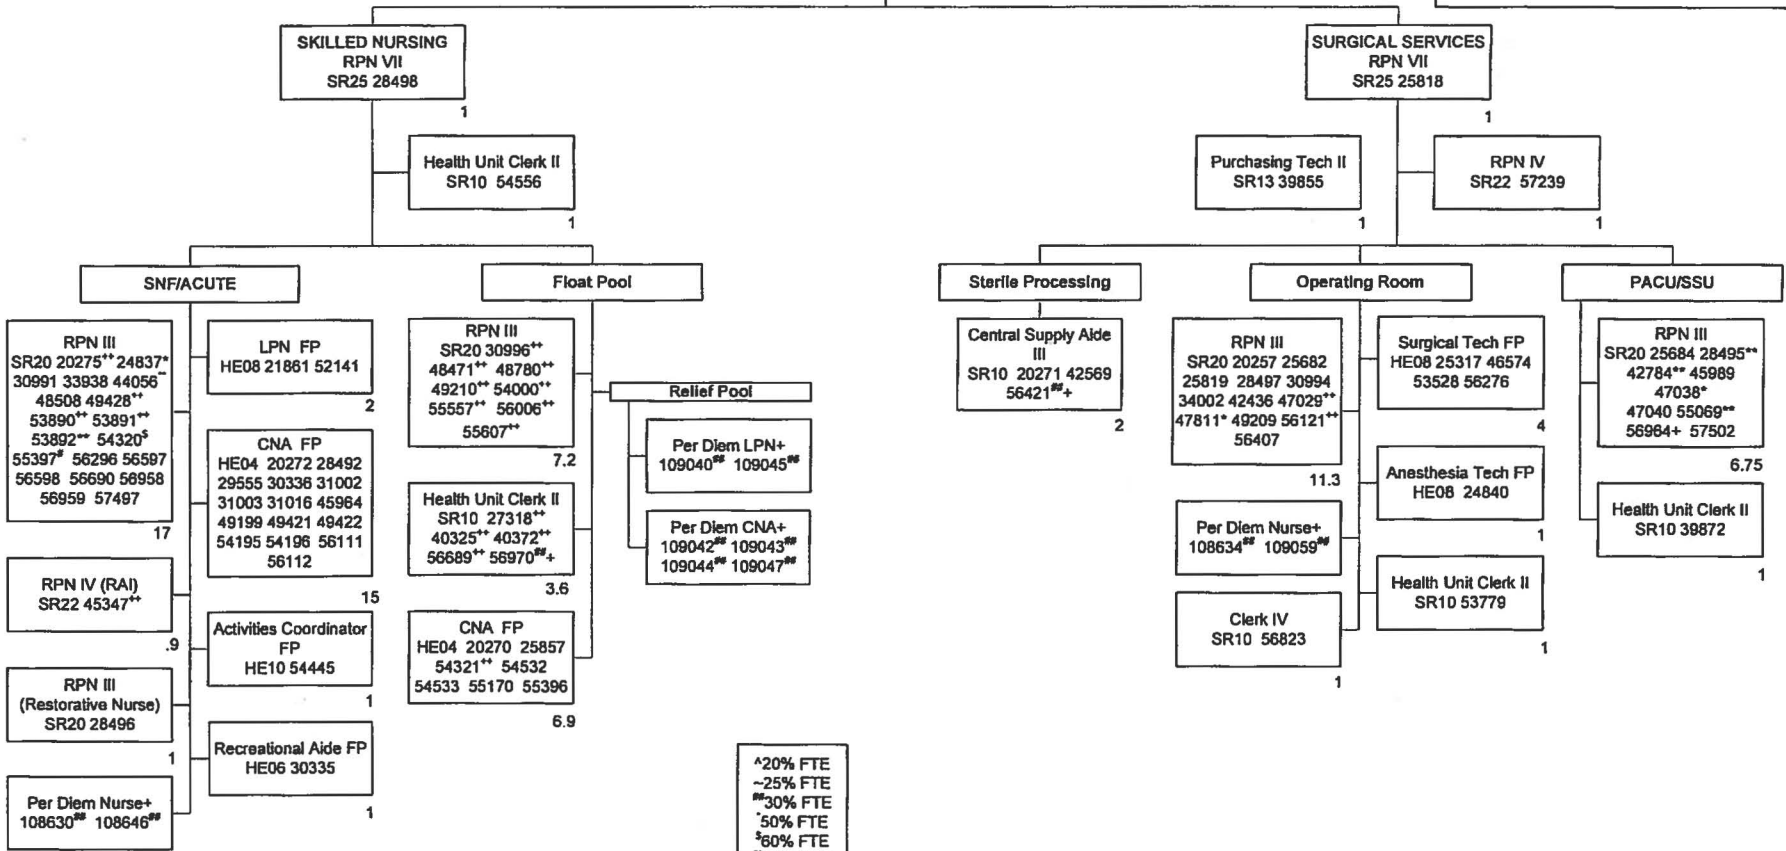 SKILLED NURSING
RPN VII
SR25 28498
1
Health Unit Clerk II
SR10 54556
1
SNF/ACUTE
RPN III
SR20 20275⁺⁺ 24837*
30991 33938 44056
48508 49428⁺⁺
53890⁺⁺ 53891⁺⁺
53892** 54320$
55397# 56296 56597
56598 56690 56958
56959 57497
17
RPN IV (RAI)
SR22 45347⁺⁺
.9
RPN III
(Restorative Nurse)
SR20 28496
1
Per Diem Nurse+
108630## 108646##
LPN FP
HE08 21861 52141
2
CNA FP
HE04 20272 28492
29555 30336 31002
31003 31016 45964
49199 49421 49422
54195 54196 56111
56112
15
Activities Coordinator
FP
HE10 54445
1
Recreational Aide FP
HE06 30335
1
Float Pool
RPN III
SR20 30996⁺⁺
48471⁺⁺ 48780⁺⁺
49210⁺⁺ 54000⁺⁺
55557⁺⁺ 56006⁺⁺
55607⁺⁺
7.2
Health Unit Clerk II
SR10 27318⁺⁺
40325⁺⁺ 40372⁺⁺
56689⁺⁺ 56970##+
3.6
CNA FP
HE04 20270 25857
54321⁺⁺ 54532
54533 55170 55396
6.9
Relief Pool
Per Diem LPN+
109040## 109045##
Per Diem CNA+
109042## 109043##
109044## 109047##
^20% FTE
~25% FTE
##30% FTE
*50% FTE
$60% FTE
SURGICAL SERVICES
RPN VII
SR25 25818
1
Purchasing Tech II
SR13 39855
1
RPN IV
SR22 57239
1
Sterile Processing
Central Supply Aide
III
SR10 20271 42569
56421##+
2
Operating Room
RPN III
SR20 20257 25682
25819 28497 30994
34002 42436 47029⁺⁺
47811* 49209 56121⁺⁺
56407
11.3
Per Diem Nurse+
108634## 109059##
Clerk IV
SR10 56823
1
Surgical Tech FP
HE08 25317 46574
53528 56276
4
Anesthesia Tech FP
HE08 24840
1
Health Unit Clerk II
SR10 53779
1
PACU/SSU
RPN III
SR20 25684 28495**
42784** 45989
47038*
47040 55069**
56964+ 57502
6.75
Health Unit Clerk II
SR10 39872
1